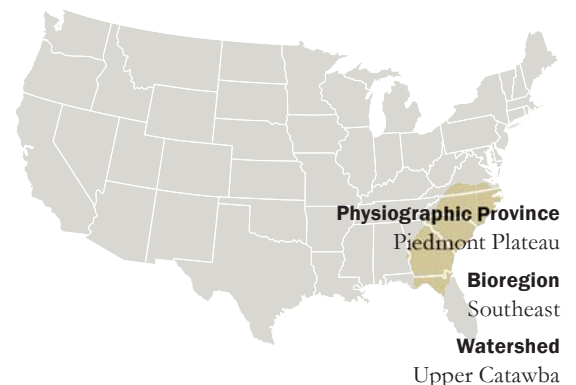 Physiographic Province
Piedmont Plateau
Bioregion
Southeast
Watershed
Upper Catawba